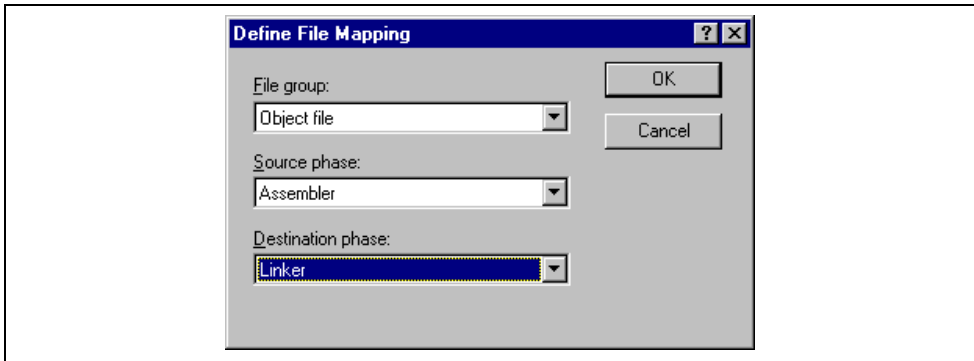 Define File Mapping
File group:
OK
Object file
Cancel
Source phase:
Assembler
Destination phase:
Linker